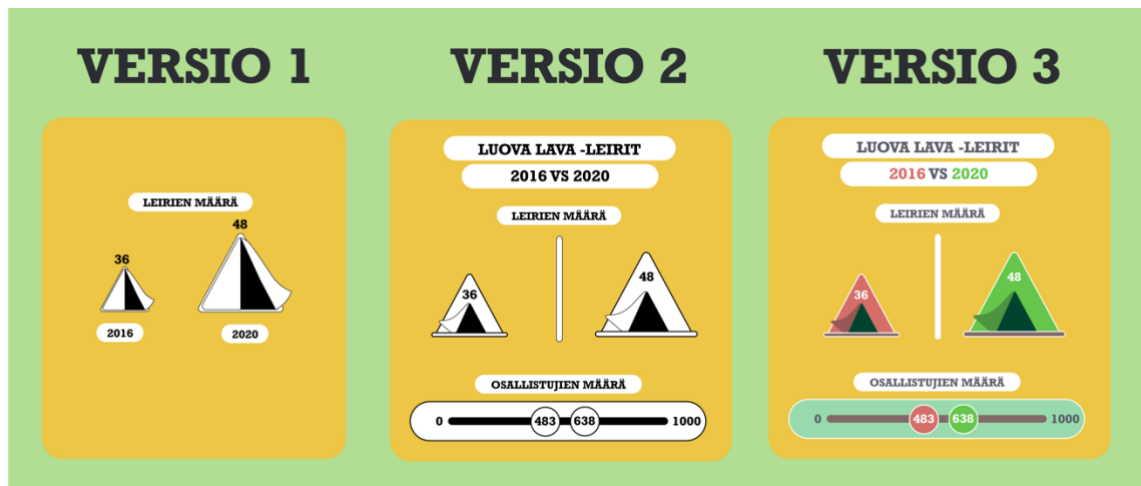 VERSIO 1
LEIRIEN MÄÄRÄ
48
36
2016
2020
VERSIO 2
LUOVA LAVA -LEIRIT
2016 VS 2020
LEIRIEN MÄÄRÄ
36
48
OSALLISTUJIEN MÄÄRÄ
0 483 638 1000
VERSIO 3
LUOVA LAVA -LEIRIT
2016 VS 2020
LEIRIEN MÄÄRÄ
36
48
OSALLISTUJIEN MÄÄRÄ
0 483 638 1000